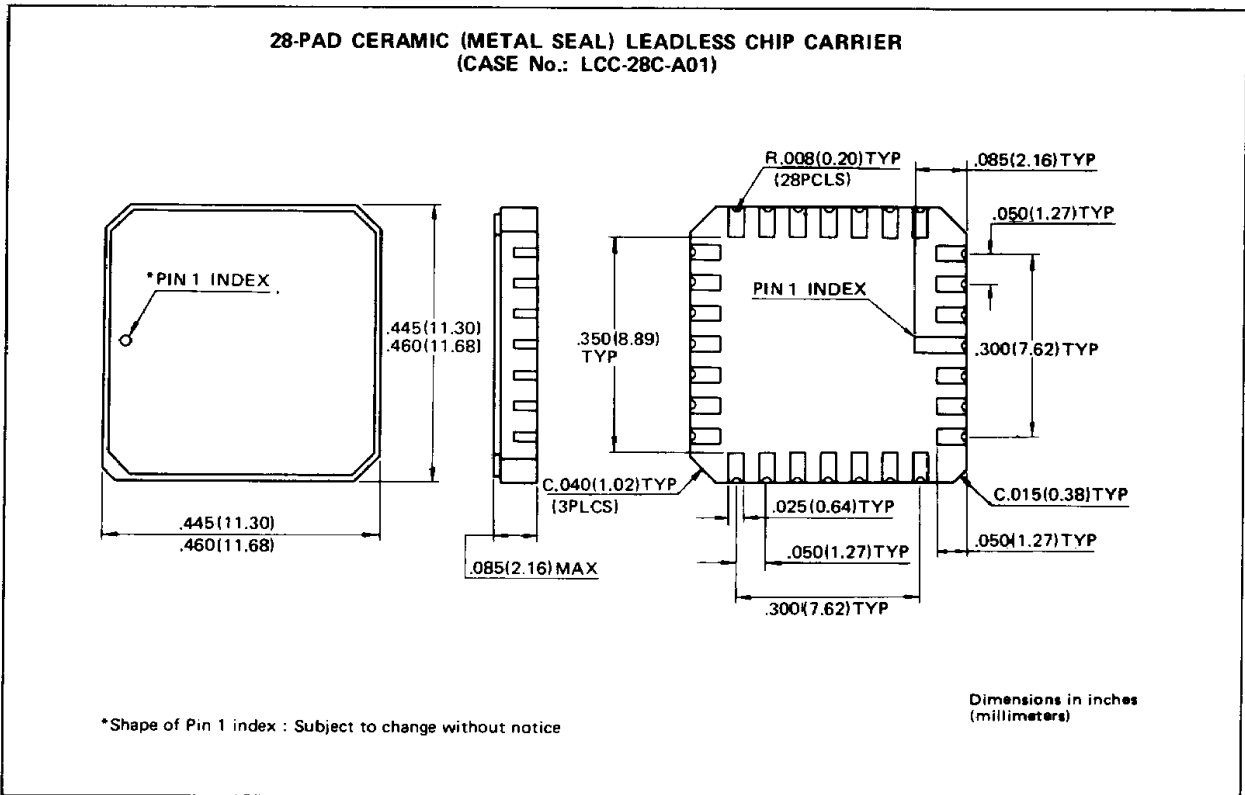 28-PAD CERAMIC (METAL SEAL) LEADLESS CHIP CARRIER
(CASE No.: LCC-28C-A01)
*PIN 1 INDEX
.445(11.30)
.460(11.68)
.445(11.30)
.460(11.68)
.085(2.16) MAX
R.008(0.20) TYP
(28PCLS)
.085(2.16) TYP
.050(1.27) TYP
PIN 1 INDEX
.350(8.89)
TYP
.300(7.62) TYP
C.040(1.02) TYP
(3PLCS)
.025(0.64) TYP
C.015(0.38) TYP
.050(1.27) TYP
.050(1.27) TYP
.300(7.62) TYP
*Shape of Pin 1 index : Subject to change without notice
Dimensions in inches
(millimeters)